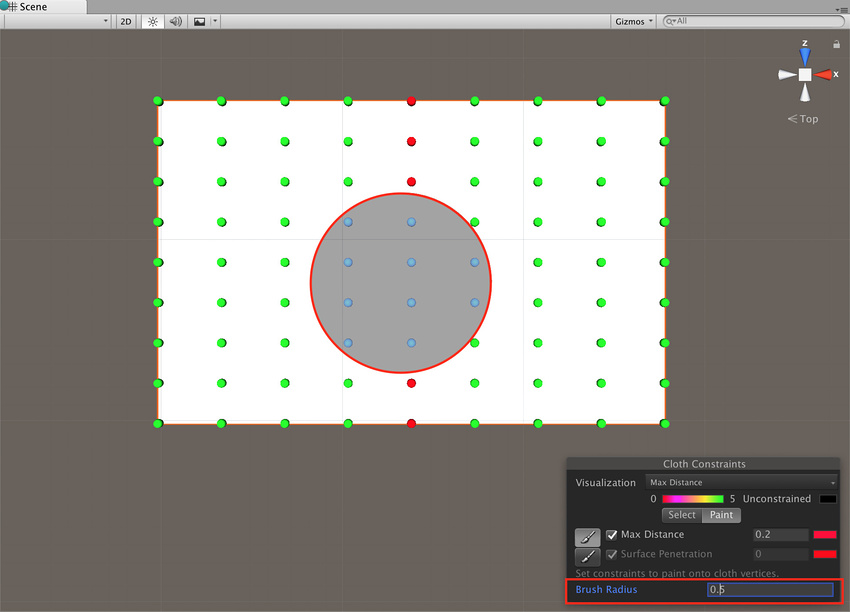 Scene
2D Gizmos All
z
x
Top
Cloth Constraints
Visualization Max Distance
0 5 Unconstrained
Select Paint
Max Distance 0.2
Surface Penetration 0
Set constraints to paint onto cloth vertices.
Brush Radius 0.5